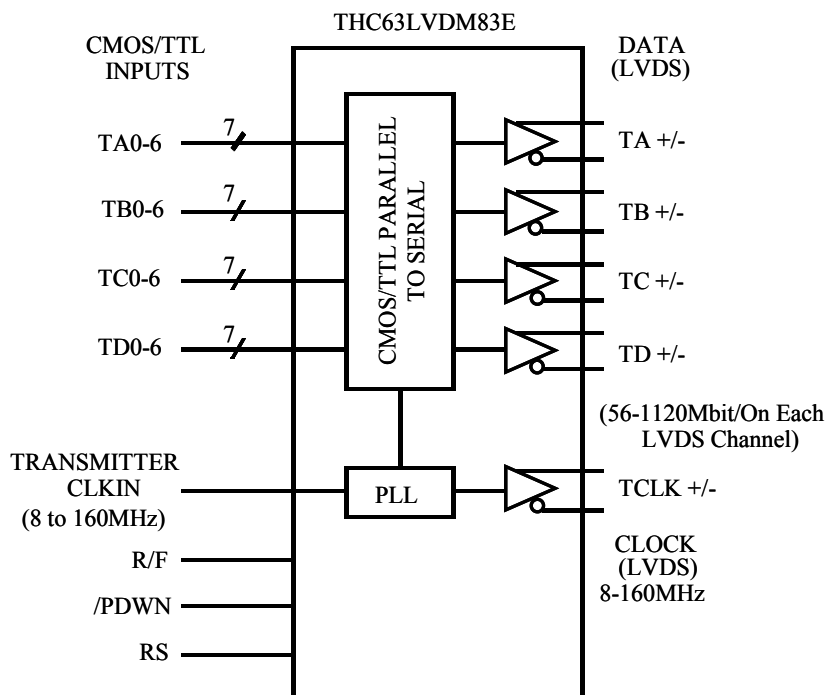 THC63LVDM83E
CMOS/TTL
INPUTS
DATA
(LVDS)
TA0-6
7
TA +/-
TB0-6
7
TB +/-
TC0-6
7
TC +/-
TD0-6
7
TD +/-
CMOS/TTL PARALLEL
TO SERIAL
(56-1120Mbit/On Each
LVDS Channel)
TRANSMITTER
CLKIN
(8 to 160MHz)
PLL
TCLK +/-
CLOCK
(LVDS)
8-160MHz
R/F
/PDWN
RS